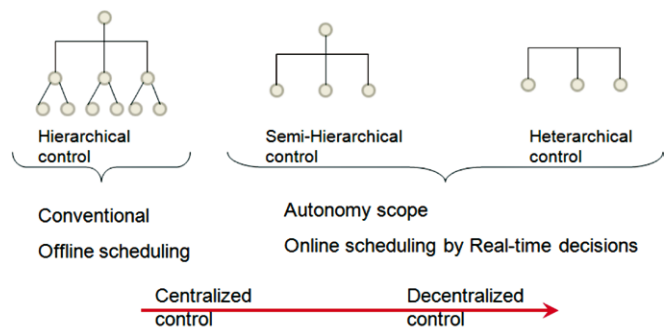 Hierarchical
control
Semi-Hierarchical
control
Heterarchical
control
Conventional
Offline scheduling
Autonomy scope
Online scheduling by Real-time decisions
Centralized
control
Decentralized
control